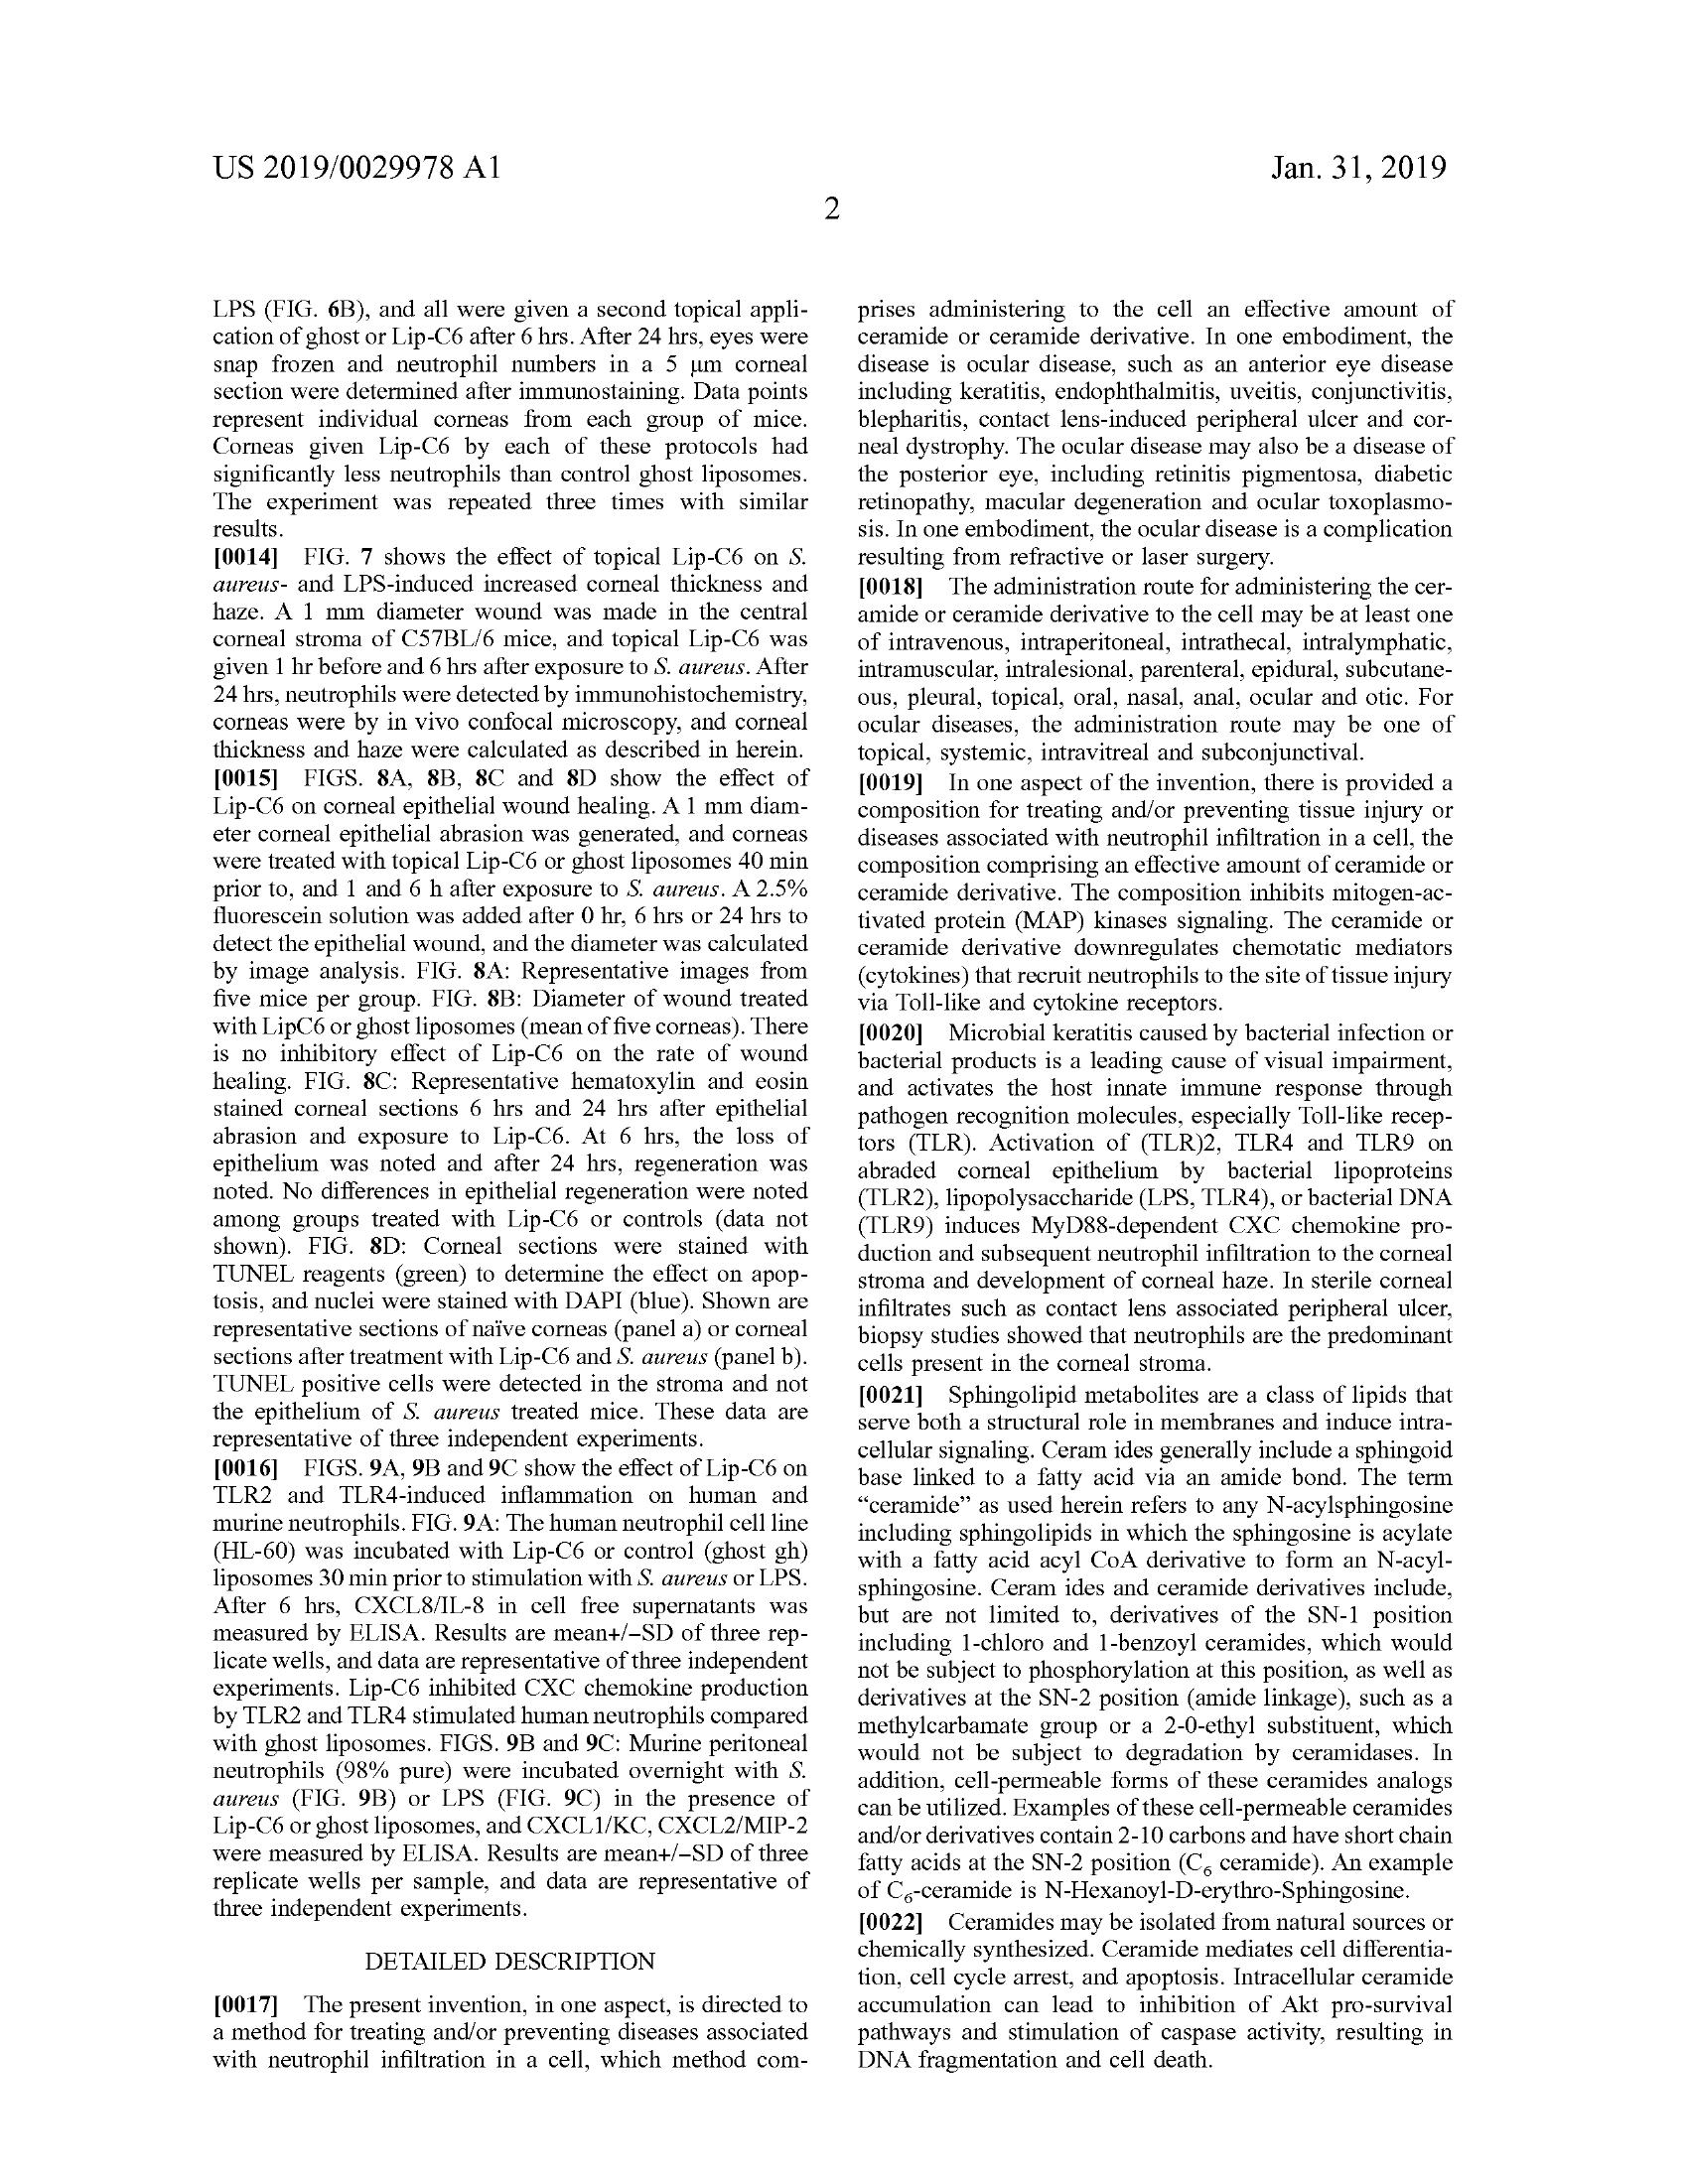 US 2019/0029978 A1
Jan. 31, 2019
2
LPS (FIG. 6B), and all were given a second topical appli-
cation of ghost or Lip-C6 after 6 hrs. After 24 hrs, eyes were
snap frozen and neutrophil numbers in a 5 μm corneal
section were determined after immunostaining. Data points
represent individual corneas from each group of mice.
Corneas given Lip-C6 by each of these protocols had
significantly less neutrophils than control ghost liposomes.
The experiment was repeated three times with similar
results.
[0014] FIG. 7 shows the effect of topical Lip-C6 on S.
aureus- and LPS-induced increased corneal thickness and
haze. A 1 mm diameter wound was made in the central
corneal stroma of C57BL/6 mice, and topical Lip-C6 was
given 1 hr before and 6 hrs after exposure to S. aureus. After
24 hrs, neutrophils were detected by immunohistochemistry,
corneas were by in vivo confocal microscopy, and corneal
thickness and haze were calculated as described in herein.
[0015] FIGS. 8A, 8B, 8C and 8D show the effect of
Lip-C6 on corneal epithelial wound healing. A 1 mm diam-
eter corneal epithelial abrasion was generated, and corneas
were treated with topical Lip-C6 or ghost liposomes 40 min
prior to, and 1 and 6 h after exposure to S. aureus. A 2.5%
fluorescein solution was added after 0 hr, 6 hrs or 24 hrs to
detect the epithelial wound, and the diameter was calculated
by image analysis. FIG. 8A: Representative images from
five mice per group. FIG. 8B: Diameter of wound treated
with LipC6 or ghost liposomes (mean of five corneas). There
is no inhibitory effect of Lip-C6 on the rate of wound
healing. FIG. 8C: Representative hematoxylin and eosin
stained corneal sections 6 hrs and 24 hrs after epithelial
abrasion and exposure to Lip-C6. At 6 hrs, the loss of
epithelium was noted and after 24 hrs, regeneration was
noted. No differences in epithelial regeneration were noted
among groups treated with Lip-C6 or controls (data not
shown). FIG. 8D: Corneal sections were stained with
TUNEL reagents (green) to determine the effect on apop-
tosis, and nuclei were stained with DAPI (blue). Shown are
representative sections of naïve corneas (panel a) or corneal
sections after treatment with Lip-C6 and S. aureus (panel b).
TUNEL positive cells were detected in the stroma and not
the epithelium of S. aureus treated mice. These data are
representative of three independent experiments.
[0016] FIGS. 9A, 9B and 9C show the effect of Lip-C6 on
TLR2 and TLR4-induced inflammation on human and
murine neutrophils. FIG. 9A: The human neutrophil cell line
(HL-60) was incubated with Lip-C6 or control (ghost gh)
liposomes 30 min prior to stimulation with S. aureus or LPS.
After 6 hrs, CXCL8/IL-8 in cell free supernatants was
measured by ELISA. Results are mean+/−SD of three rep-
licate wells, and data are representative of three independent
experiments. Lip-C6 inhibited CXC chemokine production
by TLR2 and TLR4 stimulated human neutrophils compared
with ghost liposomes. FIGS. 9B and 9C: Murine peritoneal
neutrophils (98% pure) were incubated overnight with S.
aureus (FIG. 9B) or LPS (FIG. 9C) in the presence of
Lip-C6 or ghost liposomes, and CXCL1/KC, CXCL2/MIP-2
were measured by ELISA. Results are mean+/−SD of three
replicate wells per sample, and data are representative of
three independent experiments.
DETAILED DESCRIPTION
[0017] The present invention, in one aspect, is directed to
a method for treating and/or preventing diseases associated
with neutrophil infiltration in a cell, which method com-
prises administering to the cell an effective amount of
ceramide or ceramide derivative. In one embodiment, the
disease is ocular disease, such as an anterior eye disease
including keratitis, endophthalmitis, uveitis, conjunctivitis,
blepharitis, contact lens-induced peripheral ulcer and cor-
neal dystrophy. The ocular disease may also be a disease of
the posterior eye, including retinitis pigmentosa, diabetic
retinopathy, macular degeneration and ocular toxoplasmo-
sis. In one embodiment, the ocular disease is a complication
resulting from refractive or laser surgery.
[0018] The administration route for administering the cer-
amide or ceramide derivative to the cell may be at least one
of intravenous, intraperitoneal, intrathecal, intralymphatic,
intramuscular, intralesional, parenteral, epidural, subcutane-
ous, pleural, topical, oral, nasal, anal, ocular and otic. For
ocular diseases, the administration route may be one of
topical, systemic, intravitreal and subconjunctival.
[0019] In one aspect of the invention, there is provided a
composition for treating and/or preventing tissue injury or
diseases associated with neutrophil infiltration in a cell, the
composition comprising an effective amount of ceramide or
ceramide derivative. The composition inhibits mitogen-ac-
tivated protein (MAP) kinases signaling. The ceramide or
ceramide derivative downregulates chemotatic mediators
(cytokines) that recruit neutrophils to the site of tissue injury
via Toll-like and cytokine receptors.
[0020] Microbial keratitis caused by bacterial infection or
bacterial products is a leading cause of visual impairment,
and activates the host innate immune response through
pathogen recognition molecules, especially Toll-like recep-
tors (TLR). Activation of (TLR)2, TLR4 and TLR9 on
abraded corneal epithelium by bacterial lipoproteins
(TLR2), lipopolysaccharide (LPS, TLR4), or bacterial DNA
(TLR9) induces MyD88-dependent CXC chemokine pro-
duction and subsequent neutrophil infiltration to the corneal
stroma and development of corneal haze. In sterile corneal
infiltrates such as contact lens associated peripheral ulcer,
biopsy studies showed that neutrophils are the predominant
cells present in the corneal stroma.
[0021] Sphingolipid metabolites are a class of lipids that
serve both a structural role in membranes and induce intra-
cellular signaling. Ceram ides generally include a sphingoid
base linked to a fatty acid via an amide bond. The term
“ceramide” as used herein refers to any N-acylsphingosine
including sphingolipids in which the sphingosine is acylate
with a fatty acid acyl CoA derivative to form an N-acyl-
sphingosine. Ceram ides and ceramide derivatives include,
but are not limited to, derivatives of the SN-1 position
including 1-chloro and 1-benzoyl ceramides, which would
not be subject to phosphorylation at this position, as well as
derivatives at the SN-2 position (amide linkage), such as a
methylcarbamate group or a 2-0-ethyl substituent, which
would not be subject to degradation by ceramidases. In
addition, cell-permeable forms of these ceramides analogs
can be utilized. Examples of these cell-permeable ceramides
and/or derivatives contain 2-10 carbons and have short chain
fatty acids at the SN-2 position (C₆ ceramide). An example
of C₆-ceramide is N-Hexanoyl-D-erythro-Sphingosine.
[0022] Ceramides may be isolated from natural sources or
chemically synthesized. Ceramide mediates cell differentia-
tion, cell cycle arrest, and apoptosis. Intracellular ceramide
accumulation can lead to inhibition of Akt pro-survival
pathways and stimulation of caspase activity, resulting in
DNA fragmentation and cell death.